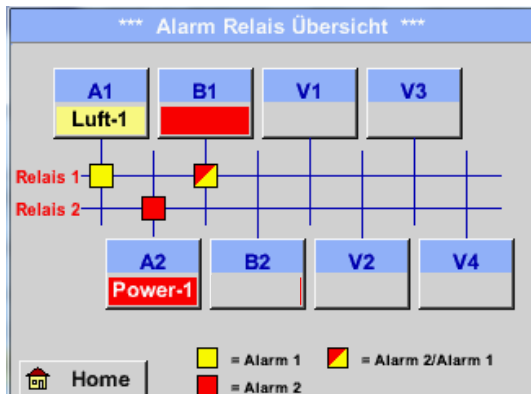 *** Alarm Relais Übersicht ***
A1 B1 V1 V3
Luft-1
Relais 1
Relais 2
A2 B2 V2 V4
Power-1
= Alarm 1 = Alarm 2/Alarm 1
Home = Alarm 2